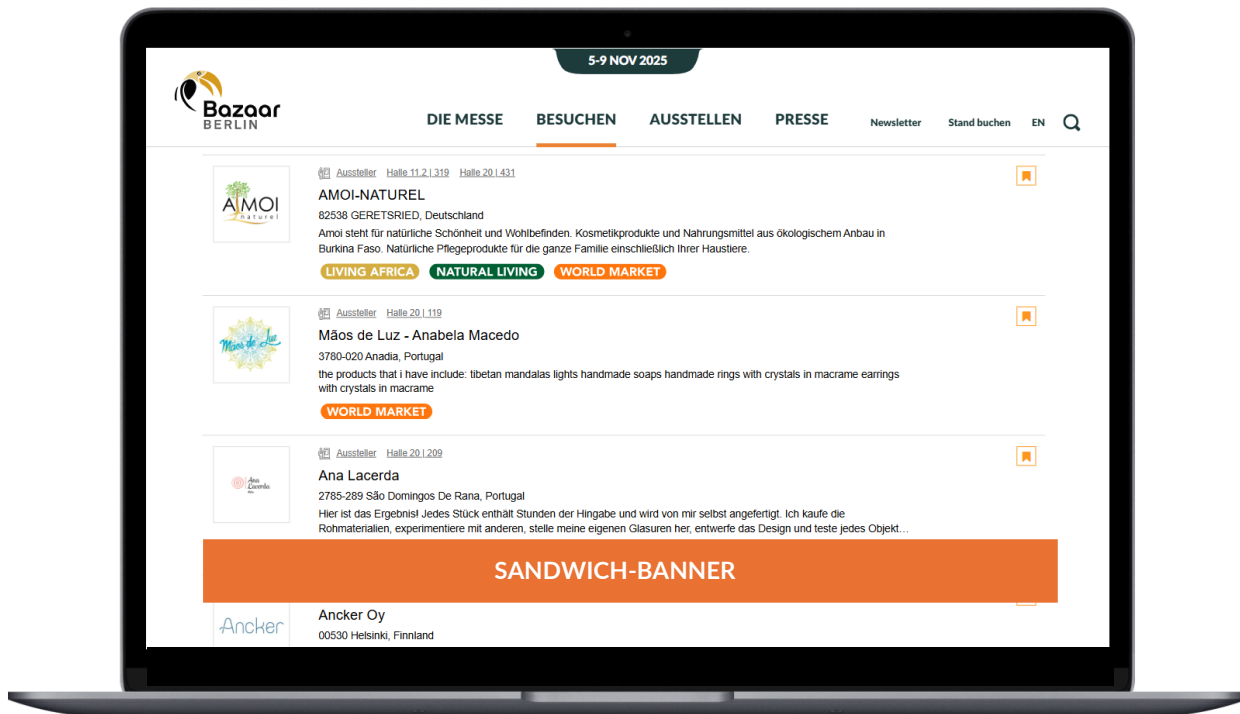 5-9 NOV 2025
Bazaar
BERLIN
DIE MESSE BESUCHEN AUSSTELLEN PRESSE Newsletter Stand buchen EN
Aussteller Halle 11.2 | 319 Halle 20 | 431
AMOI
naturel
AMOI-NATUREL
82538 GERETSRIED, Deutschland
Amoi steht für natürliche Schönheit und Wohlbefinden. Kosmetikprodukte und Nahrungsmittel aus ökologischem Anbau in
Burkina Faso. Natürliche Pflegeprodukte für die ganze Familie einschließlich Ihrer Haustiere.
LIVING AFRICA NATURAL LIVING WORLD MARKET
Aussteller Halle 20 | 119
Mãos de Luz
Mãos de Luz - Anabela Macedo
3780-020 Anadia, Portugal
the products that i have include: tibetan mandalas lights handmade soaps handmade rings with crystals in macrame earrings
with crystals in macrame
WORLD MARKET
Aussteller Halle 20 | 209
Ana
Lacerda
Ana Lacerda
2785-289 São Domingos De Rana, Portugal
Hier ist das Ergebnis! Jedes Stück enthält Stunden der Hingabe und wird von mir selbst angefertigt. Ich kaufe die
Rohmaterialien, experimentiere mit anderen, stelle meine eigenen Glasuren her, entwerfe das Design und teste jedes Objekt…
SANDWICH-BANNER
Ancker
Ancker Oy
00530 Helsinki, Finnland